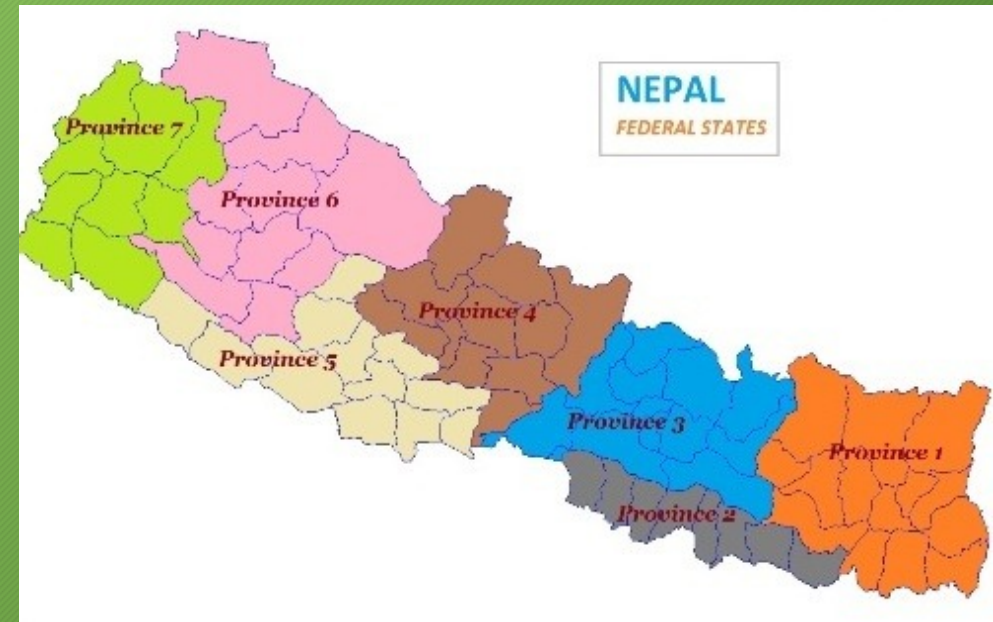 NEPAL
FEDERAL STATES
Province 7
Province 6
Province 4
Province 5
Province 3
Province 1
Province 2